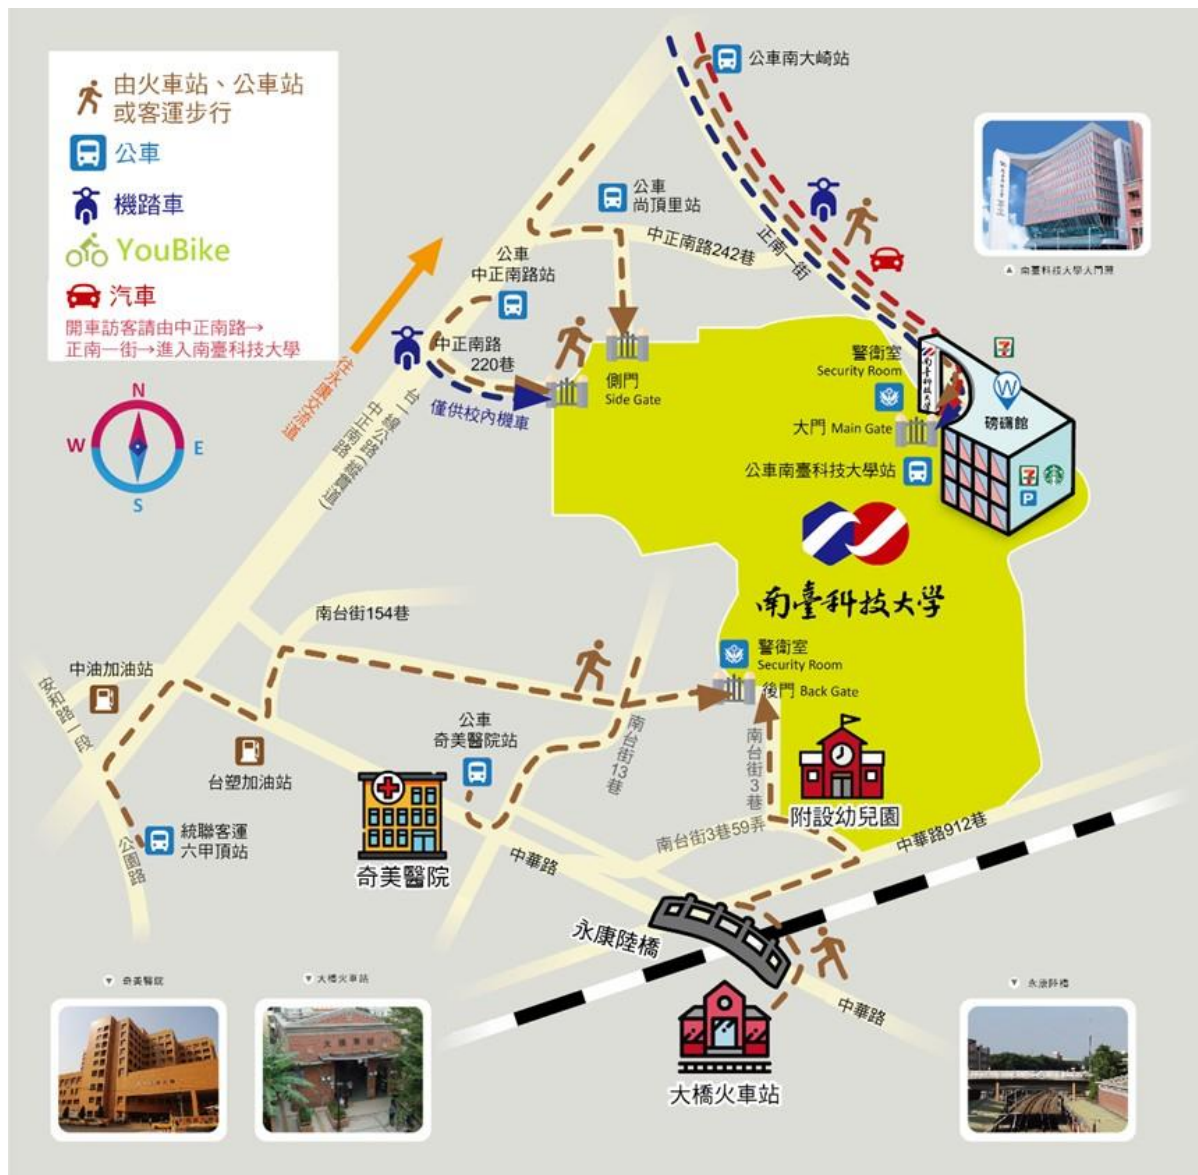 由火車站、公車站
或客運步行
公車
機踏車
YouBike
汽車
開車訪客請由中正南路→
正南一街→進入南臺科技大學
N
W
E
S
往永康交流道
公車南大崎站
公車
尚頂里站
中正南路242巷
正南一街
南臺科技大學大門照
公車
中正南路站
中正南路
220巷
僅供校內機車
台一線公路(縱貫道)
中正南路
側門
Side Gate
警衛室
Security Room
大門 Main Gate
公車南臺科技大學站
南臺科技大學
7
W
磅礴館
7
P
南臺科技大學
南台街154巷
中油加油站
安和路一段
台塑加油站
統聯客運
六甲頂站
公園路
公車
奇美醫院站
奇美醫院
南台街13巷
警衛室
Security Room
後門 Back Gate
南台街3巷
附設幼兒園
南台街3巷59弄
中華路912巷
中華路
永康陸橋
中華路
大橋火車站
奇美醫院
大橋火車站
永康陸橋